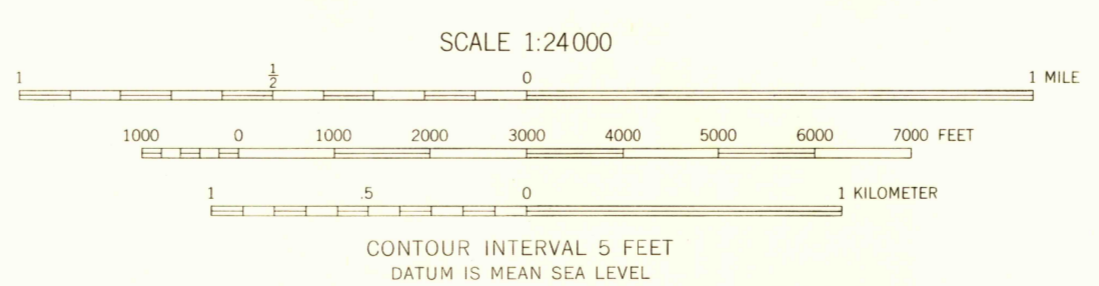 SCALE 1:24000
1 ½ 0 1 MILE
1000 0 1000 2000 3000 4000 5000 6000 7000 FEET
1 .5 0 1 KILOMETER
CONTOUR INTERVAL 5 FEET
DATUM IS MEAN SEA LEVEL